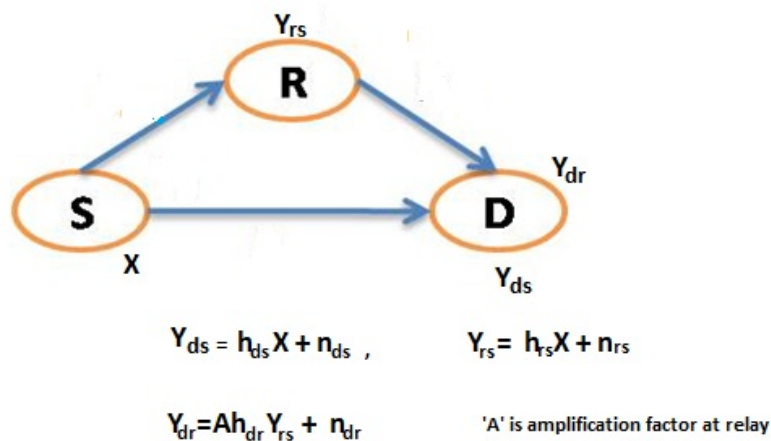 Yrs
R
S
D
Ydr
X
Yds
Yds = hdsX + nds ,
Yrs= hrsX + nrs
Ydr=AhdrYrs + ndr
'A' is amplification factor at relay